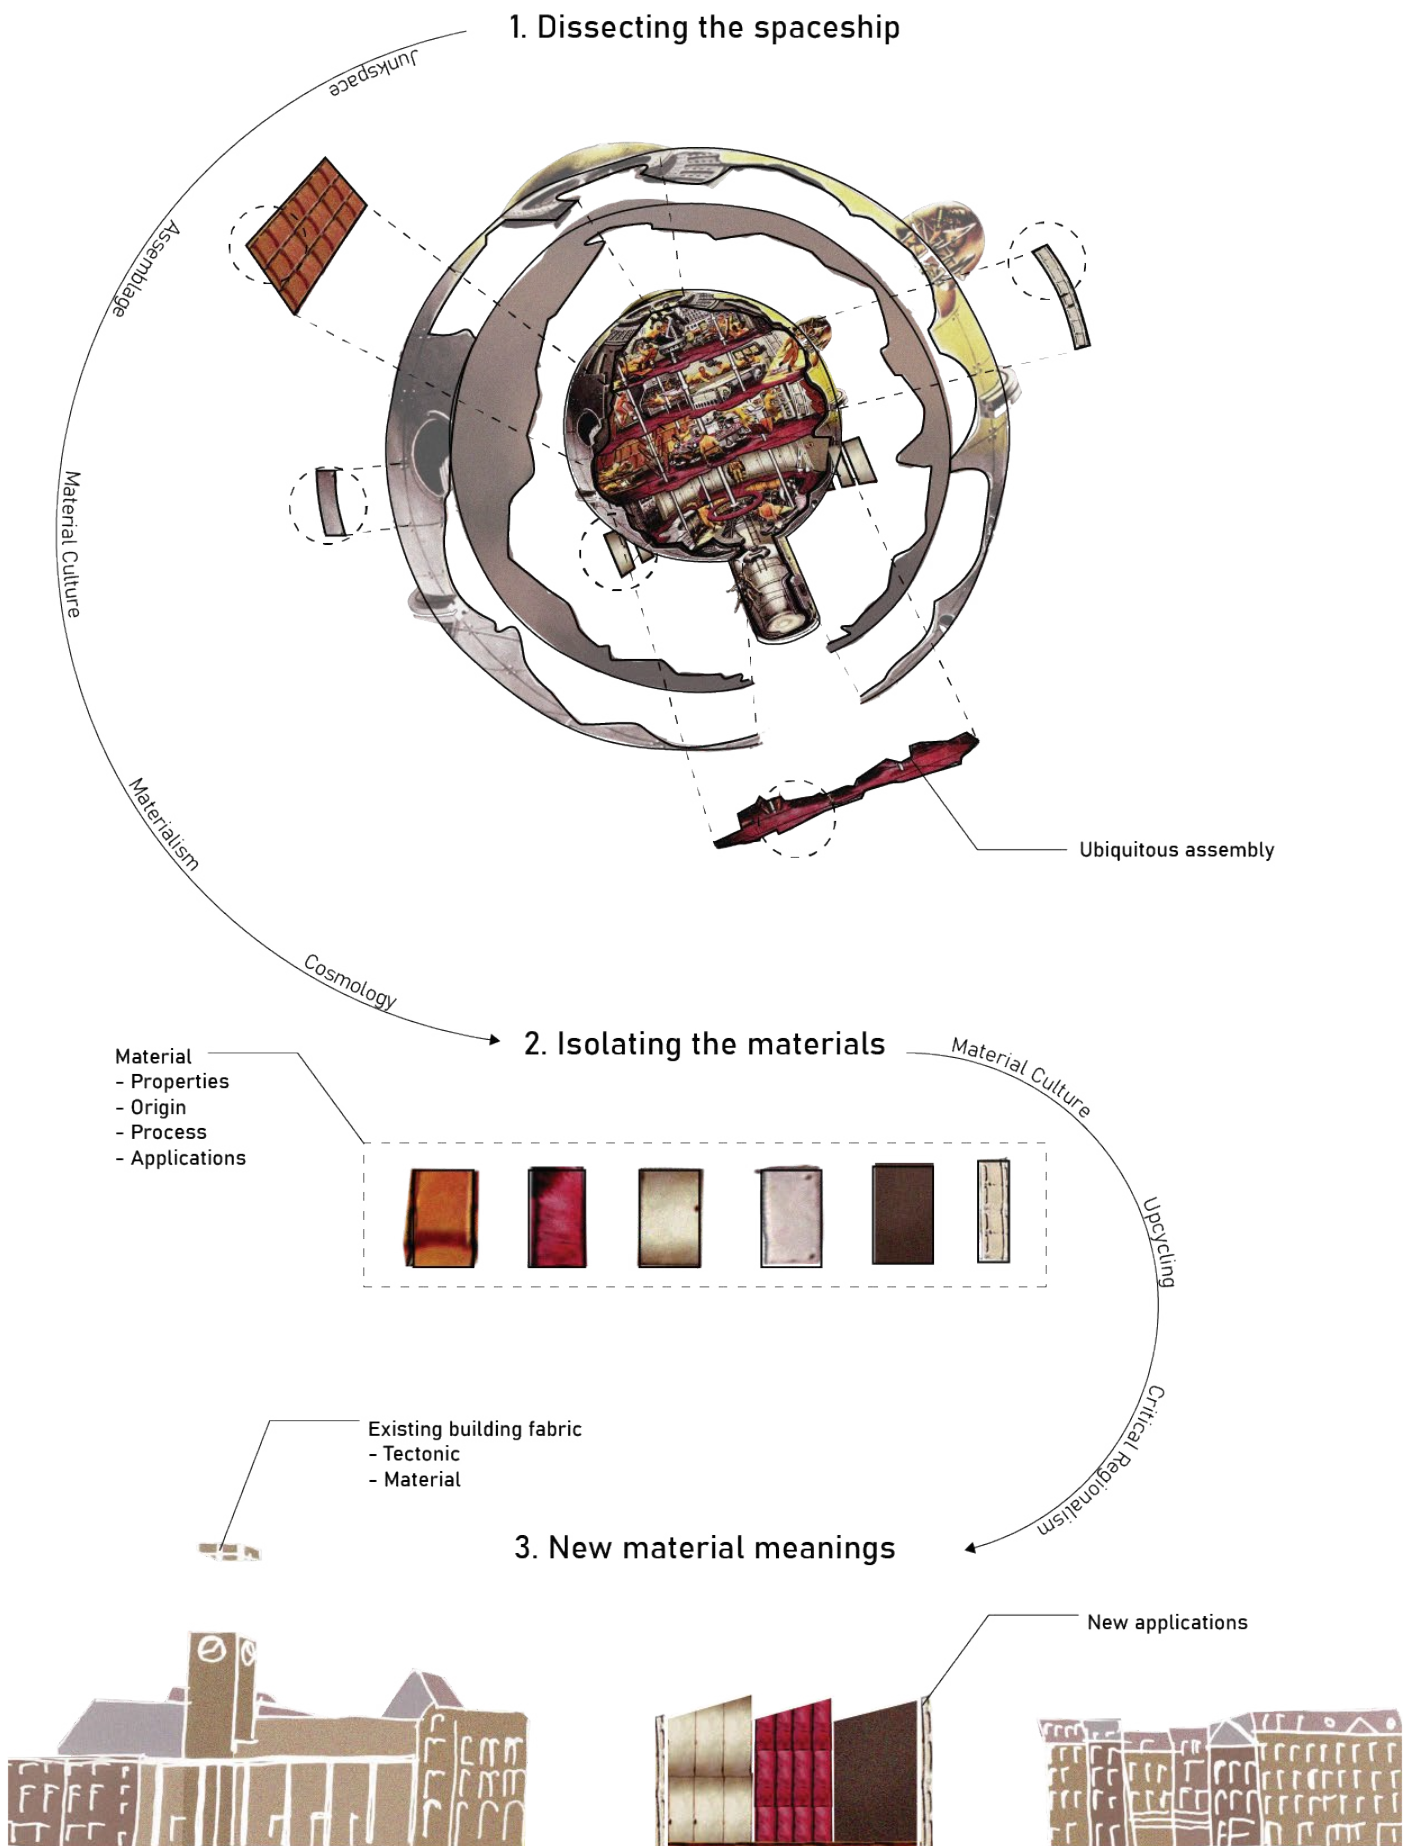 1. Dissecting the spaceship
Junkspace
Assemblage
Material Culture
Materialism
Cosmology
Ubiquitous assembly
2. Isolating the materials
Material
- Properties
- Origin
- Process
- Applications
Material Culture
Upcycling
Critical Regionalism
Existing building fabric
- Tectonic
- Material
3. New material meanings
New applications